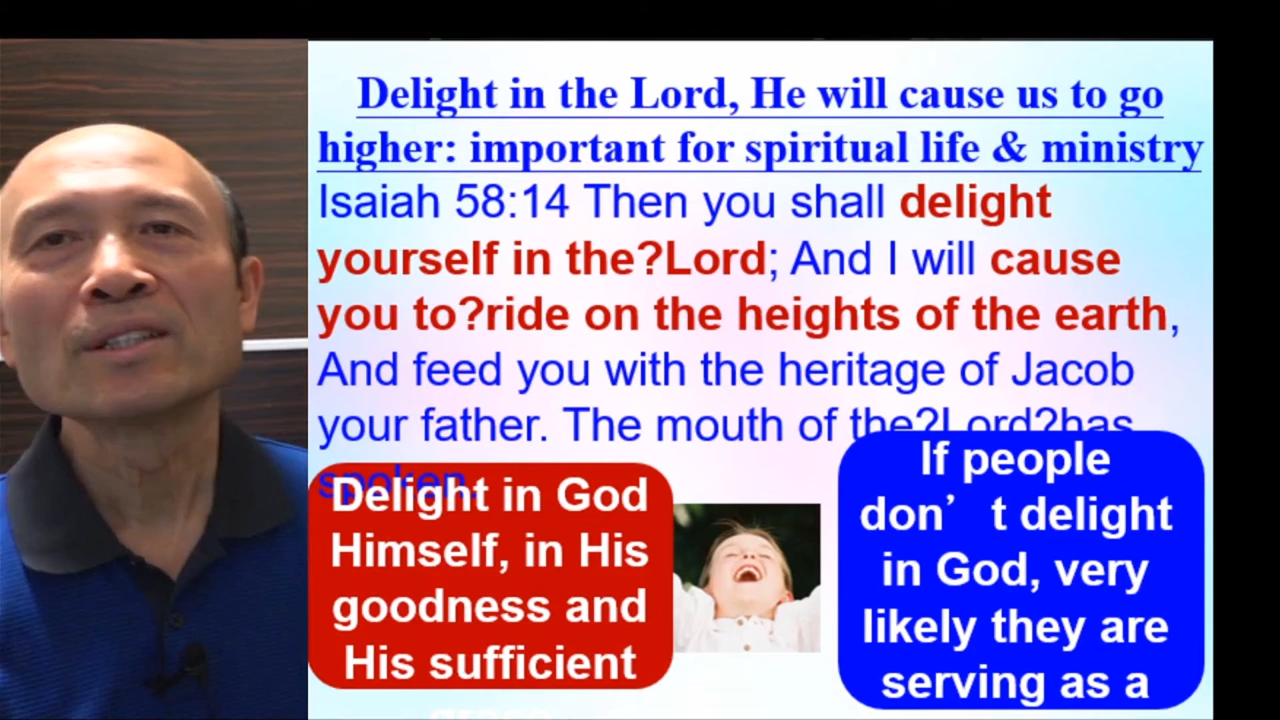 Delight in the Lord, He will cause us to go
higher: important for spiritual life & ministry
Isaiah 58:14 Then you shall delight
yourself in the?Lord; And I will cause
you to?ride on the heights of the earth,
And feed you with the heritage of Jacob
your father. The mouth of the?Lord?has
spoken.
Delight in God
Himself, in His
goodness and
His sufficient
If people
don’ t delight
in God, very
likely they are
serving as a